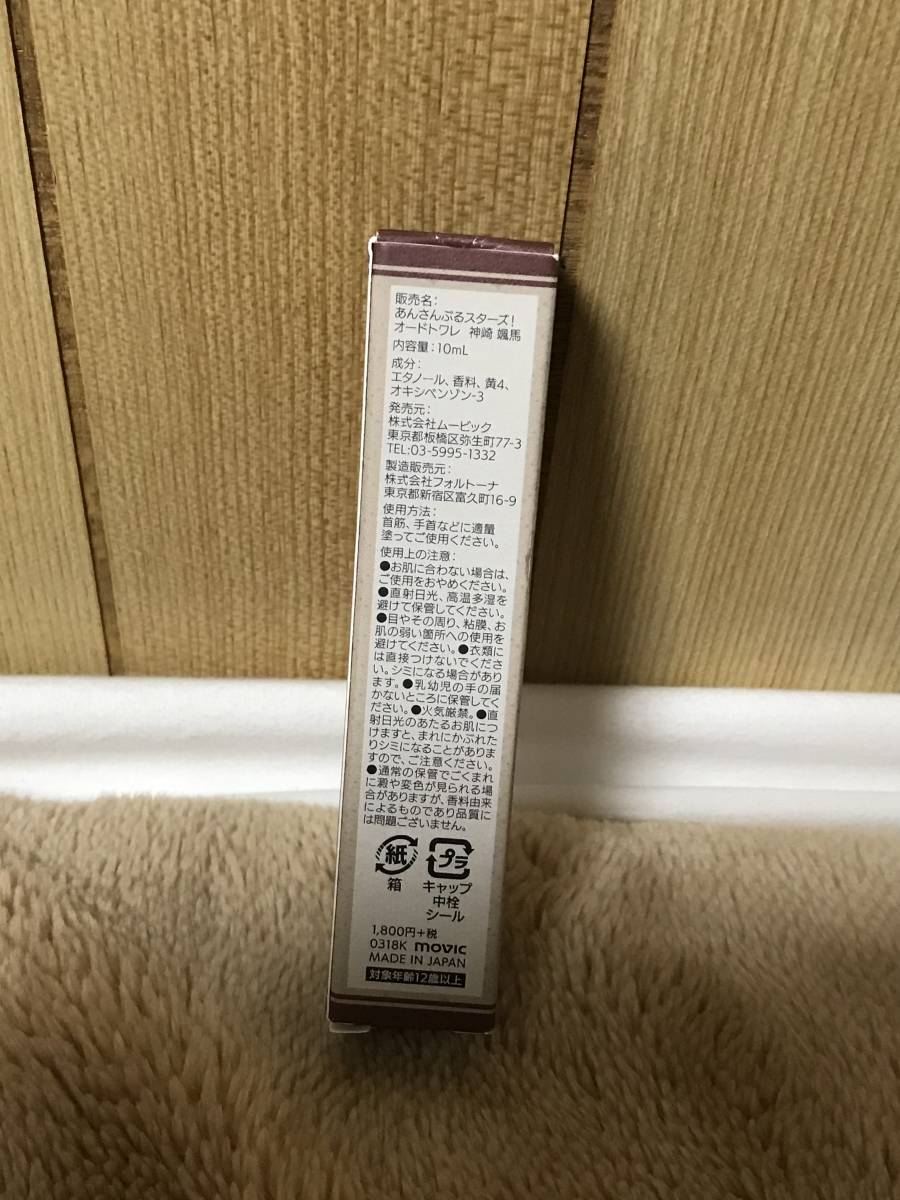 販売名：
あんさんぶるスターズ！
オードトワレ 神崎 颯馬
内容量：10mL
成分：
エタノール、香料、黄4、
オキシベンゾン-3
発売元：
株式会社ムービック
東京都板橋区弥生町77-3
TEL:03-5995-1332
製造販売元：
株式会社フォルトーナ
東京都新宿区富久町16-9
使用方法：
首筋、手首などに適量
塗ってご使用ください。
使用上の注意：
●お肌に合わない場合は、
ご使用をおやめください。
●直射日光、高温多湿を
避けて保管してください。
●目やその周り、粘膜、お
肌の弱い箇所への使用を
避けてください。●衣類に
は直接つけないでくださ
い。シミになる場合があり
ます。●乳幼児の手の届
かないところに保管してく
ださい。●火気厳禁。●直
射日光のあたるお肌につ
けますと、まれにかぶれた
りシミになることがありま
すので、ご注意ください。
●通常の保管でごくまれ
に澱や変色が見られる場
合がありますが、香料由来
によるものであり品質に
は問題ございません。
紙 プラ
箱 キャップ
中栓
シール
1,800円+税
0318K movic
MADE IN JAPAN
対象年齢12歳以上